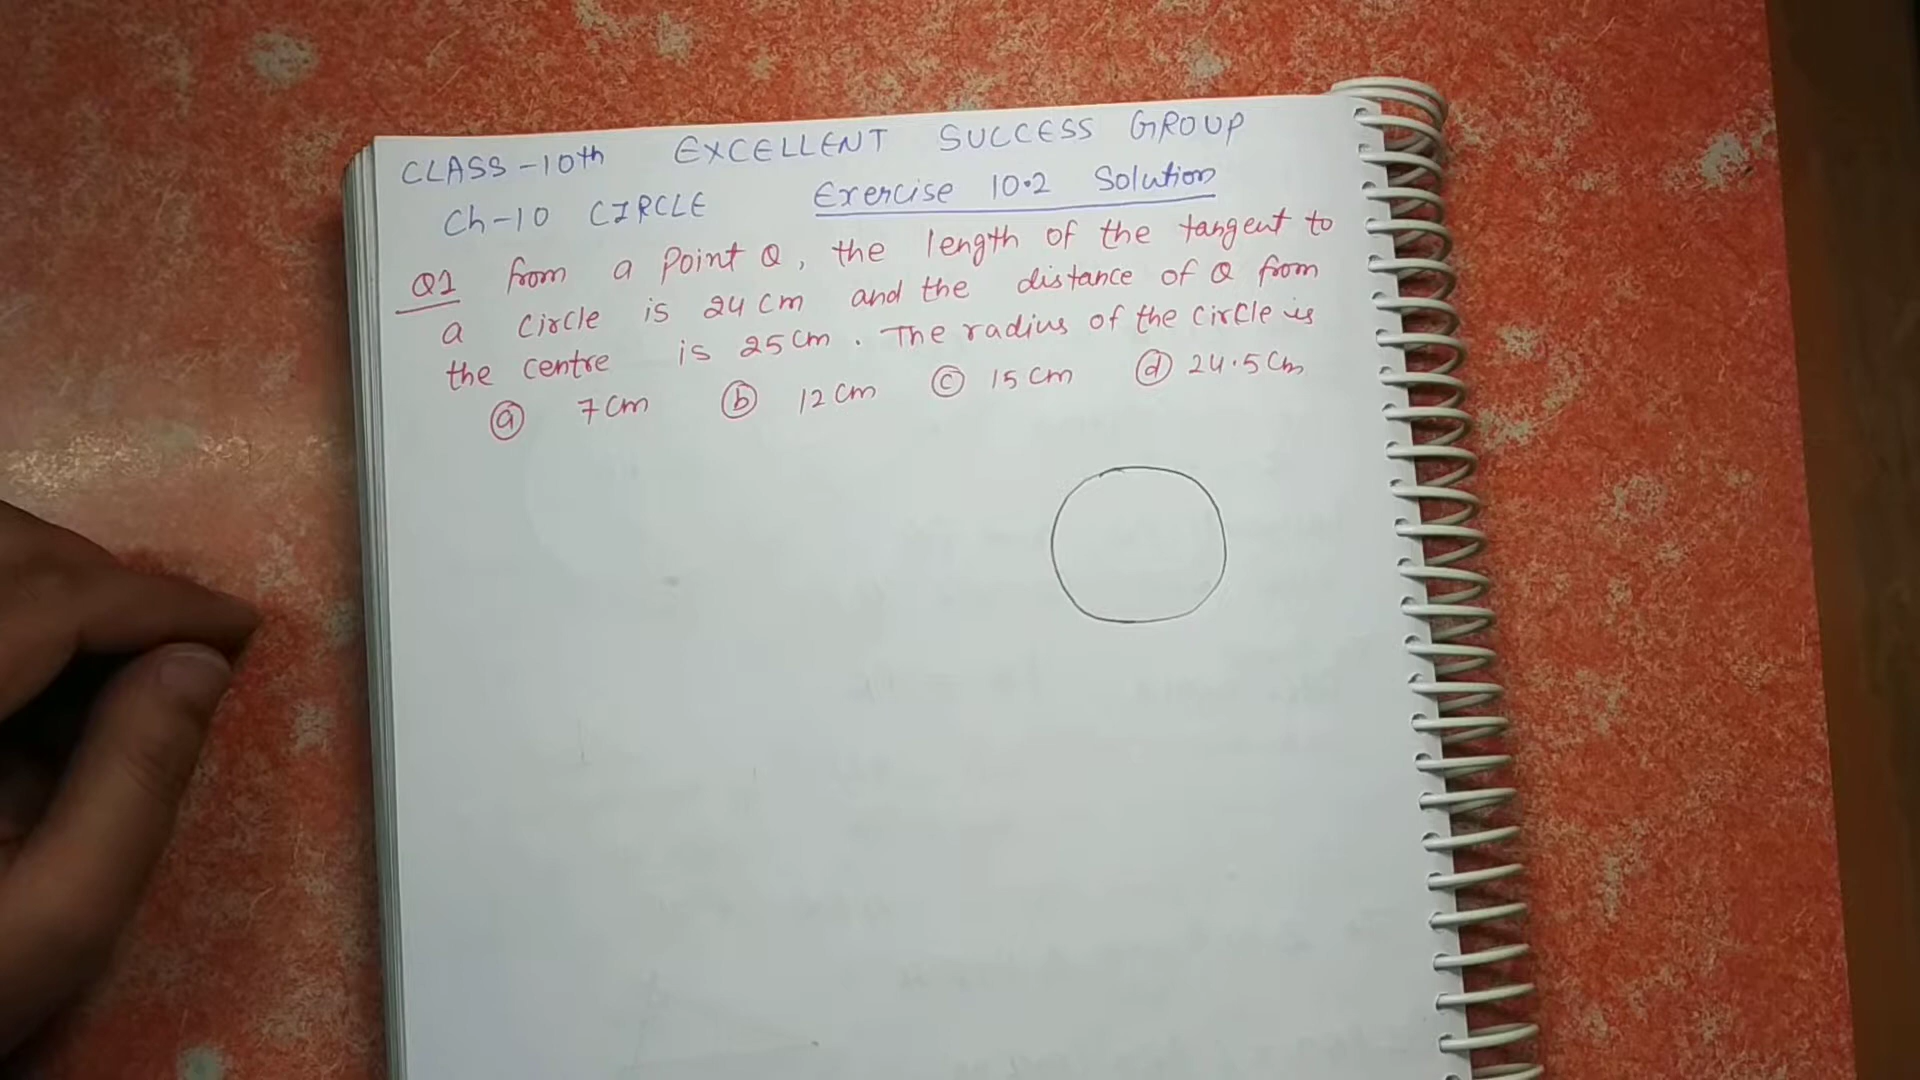 CLASS-10th EXCELLENT SUCCESS GROUP
Ch-10 CIRCLE Exercise 10.2 Solution
Q1 from a Point Q, the length of the tangent to
a circle is 24 cm and the distance of Q from
the centre is 25 cm. The radius of the circle is
(a) 7 cm (b) 12 cm (c) 15 cm (d) 24.5 cm